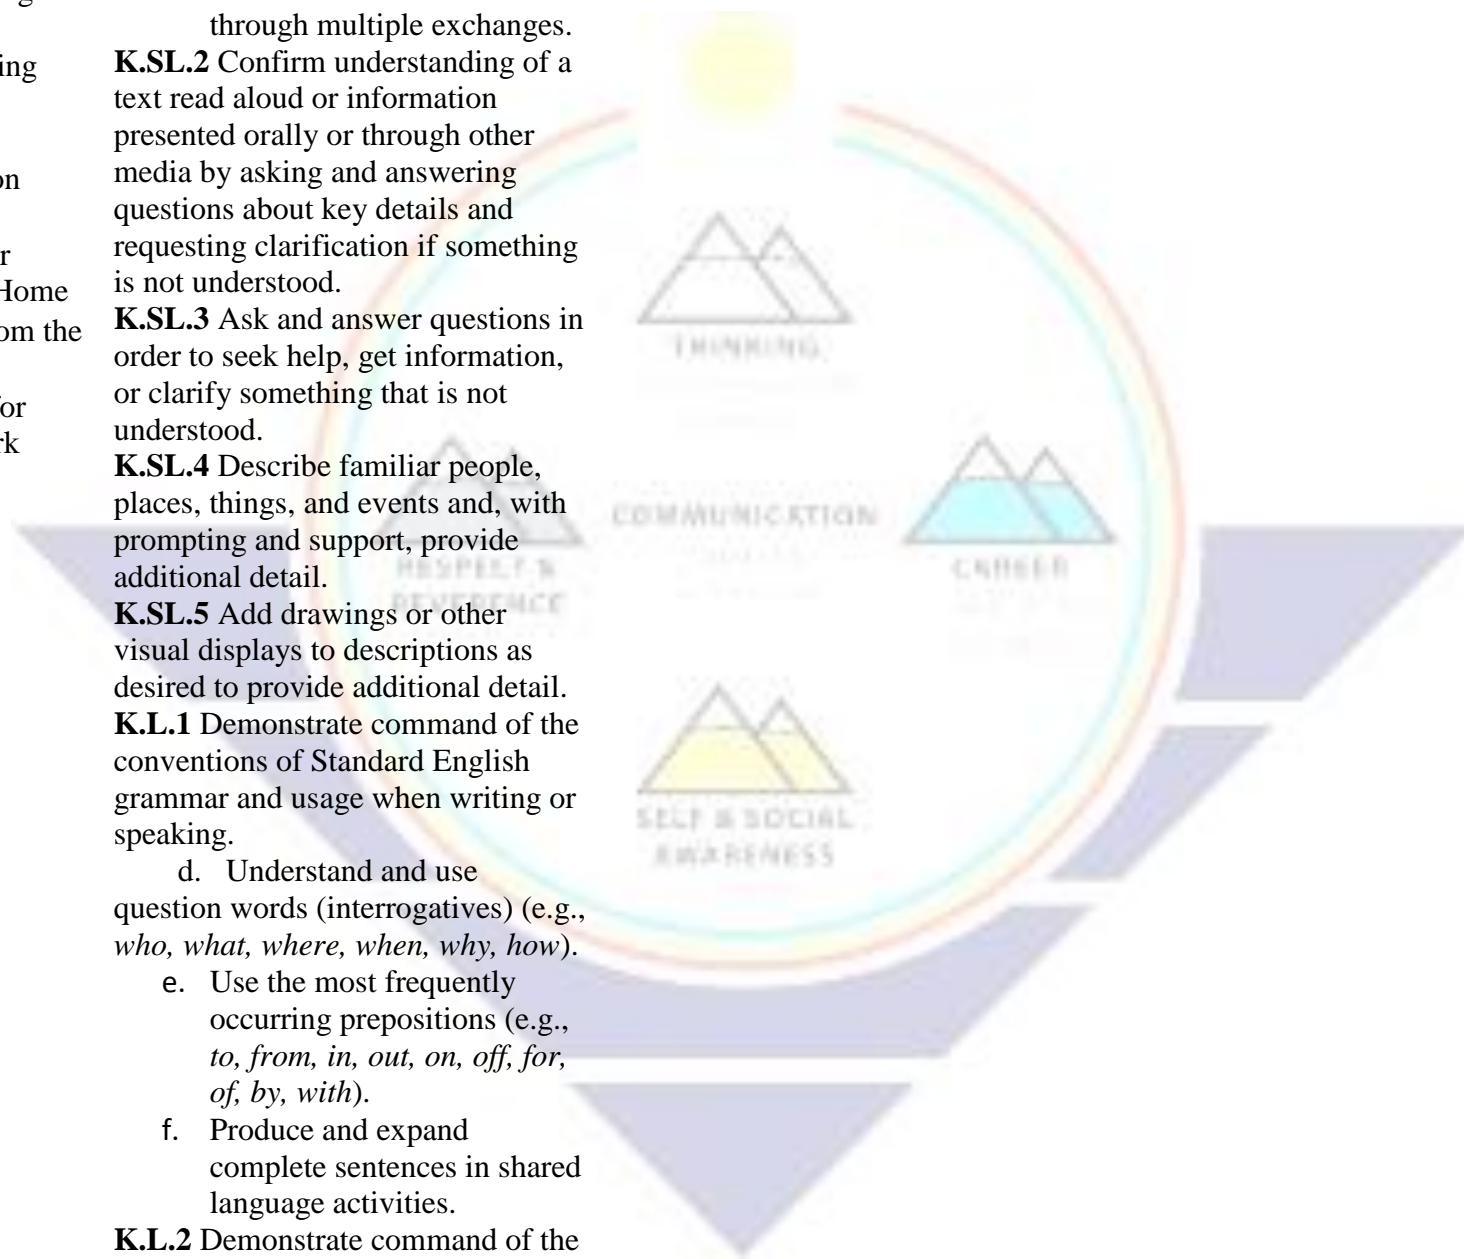 through multiple exchanges.
K.SL.2 Confirm understanding of a
text read aloud or information
presented orally or through other
media by asking and answering
questions about key details and
requesting clarification if something
is not understood.
K.SL.3 Ask and answer questions in
order to seek help, get information,
or clarify something that is not
understood.
K.SL.4 Describe familiar people,
places, things, and events and, with
prompting and support, provide
additional detail.
K.SL.5 Add drawings or other
visual displays to descriptions as
desired to provide additional detail.
K.L.1 Demonstrate command of the
conventions of Standard English
grammar and usage when writing or
speaking.
d. Understand and use
question words (interrogatives) (e.g.,
who, what, where, when, why, how).
e. Use the most frequently
occurring prepositions (e.g.,
to, from, in, out, on, off, for,
of, by, with).
f. Produce and expand
complete sentences in shared
language activities.
K.L.2 Demonstrate command of the
Home
the
THINKING
RESPECT &
REVERENCE
COMMUNICATION
CAREER
SELF & SOCIAL
AWARENESS